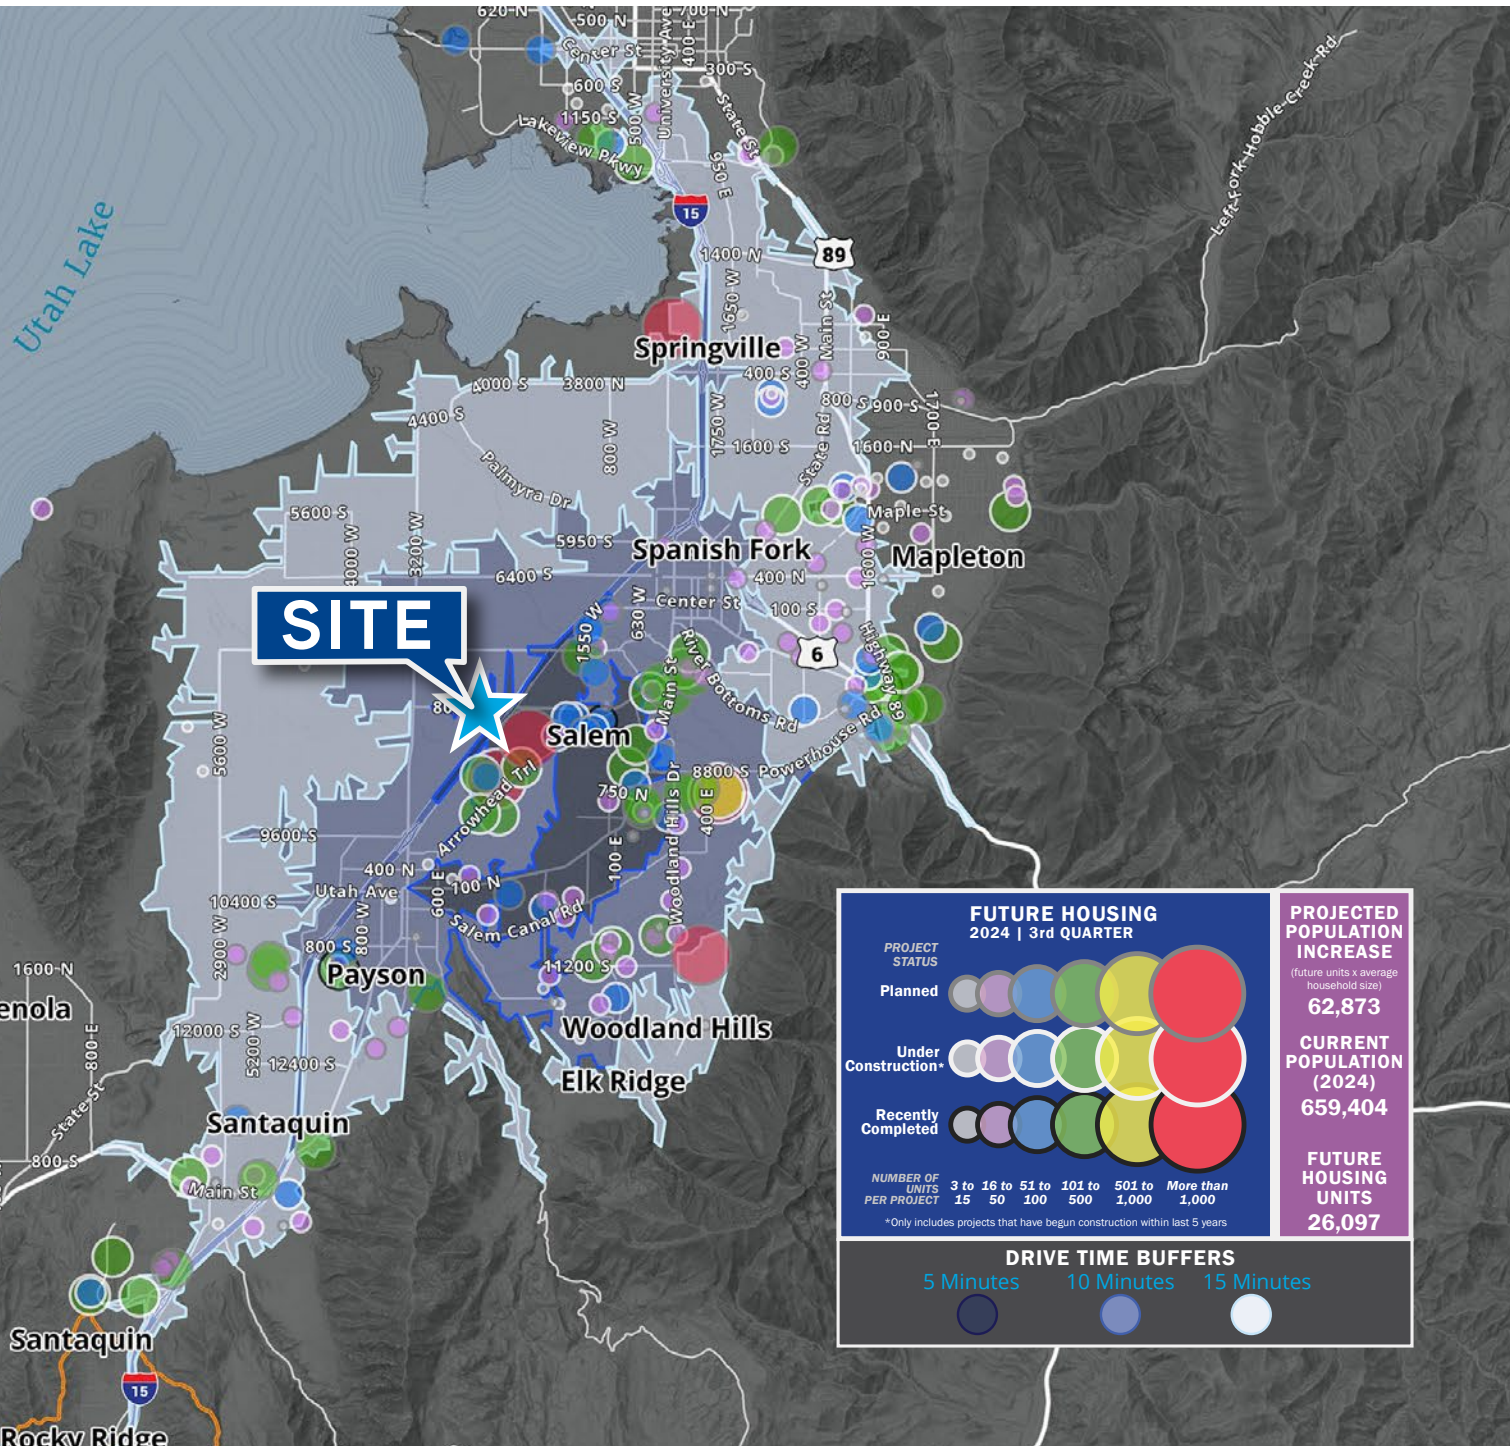 620 N
500 N
700 N
Center St
University Ave
400 E
300 S
600 S
500 W
State St
1150 S
Lakeview Pkwy
950 E
Left Fork Hobble Creek Rd
15
Utah Lake
1400 N
89
1650 W
Main St
900 E
Springville
400 W
400 S
4000 S
3800 N
4400 S
800 S
900 S
1700 E
1750 W
800 W
State Rd
1600 S
1600 N
Palmyra Dr
5600 S
Maple St
4000 W
3200 W
5950 S
Spanish Fork
1600 W
Mapleton
6400 S
400 N
Center St
100 S
SITE
1550 W
630 W
6
Highway 89
River Bottoms Rd
Main St
80
Salem
5600 W
Powerhouse Rd
8800 S
Arrowhead Trl
750 N
Woodland Hills Dr
400 E
9600 S
100 E
400 N
Utah Ave
600 E
100 N
10400 S
Salem Canal Rd
2900 W
800 W
800 S
Payson
11200 S
1600 N
enola
12000 S
5200 W
800 E
Woodland Hills
12400 S
Elk Ridge
State St
Santaquin
800 S
Main St
Santaquin
15
Rocky Ridge
FUTURE HOUSING
2024 | 3rd QUARTER
PROJECT
STATUS
Planned
Under
Construction*
Recently
Completed
NUMBER OF
UNITS
PER PROJECT
3 to
15
16 to
50
51 to
100
101 to
500
501 to
1,000
More than
1,000
*Only includes projects that have begun construction within last 5 years
PROJECTED
POPULATION
INCREASE
(future units x average
household size)
62,873
CURRENT
POPULATION
(2024)
659,404
FUTURE
HOUSING
UNITS
26,097
DRIVE TIME BUFFERS
5 Minutes
10 Minutes
15 Minutes